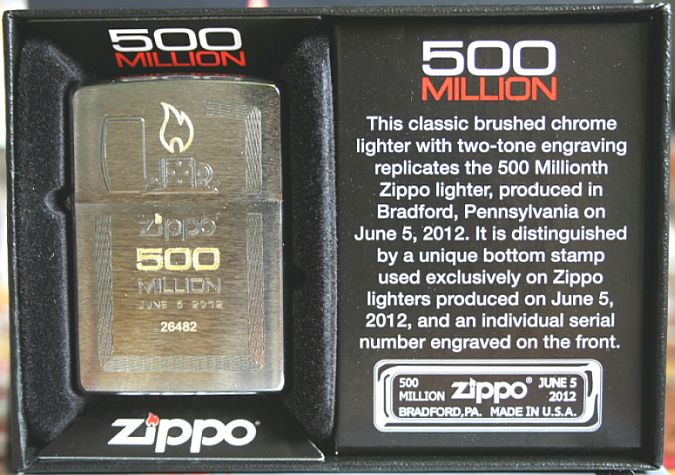 500
MILLION
zippo
500
MILLION
JUNE 5 2012
26482
zippo®
500
MILLION
This classic brushed chrome
lighter with two-tone engraving
replicates the 500 Millionth
Zippo lighter, produced in
Bradford, Pennsylvania on
June 5, 2012. It is distinguished
by a unique bottom stamp
used exclusively on Zippo
lighters produced on June 5,
2012, and an individual serial
number engraved on the front.
500 MILLION zippo® JUNE 5 2012
BRADFORD,PA. MADE IN U.S.A.